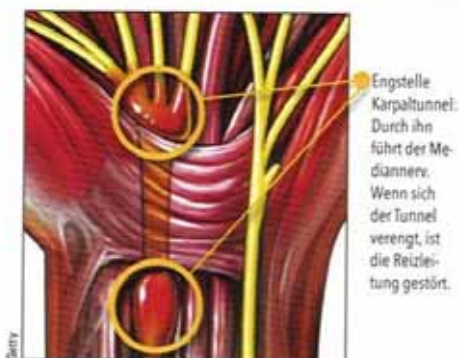 Engstelle
Karpaltunnel:
Durch ihn
führt der Me-
diannerv.
Wenn sich
der Tunnel
verengt, ist
die Reizlei-
tung gestört.
Getty